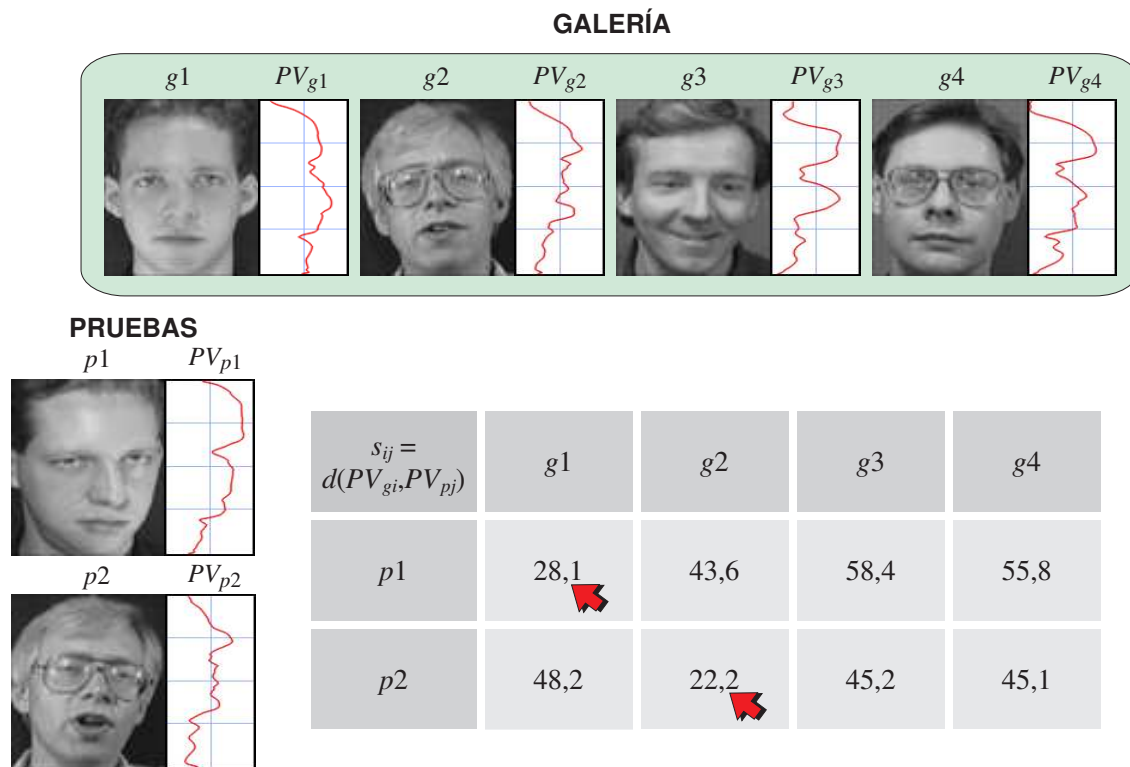 GALERÍA
g1 PVg1 g2 PVg2 g3 PVg3 g4 PVg4
PRUEBAS
p1 PVp1
p2 PVp2
sij =
d(PVgi,PVpj) g1 g2 g3 g4
p1 28,1 43,6 58,4 55,8
p2 48,2 22,2 45,2 45,1